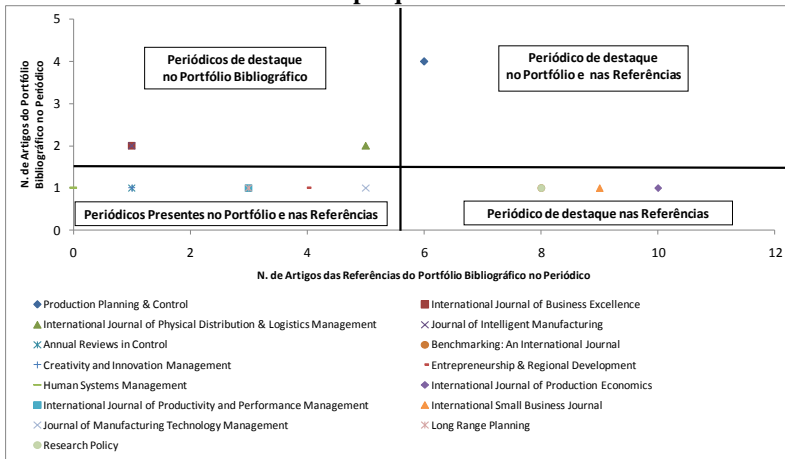 5
4
3
2
1
0
N. de Artigos do Portfólio
Bibliográfico no Periódico
Periódicos de destaque
no Portfólio Bibliográfico
Periódico de destaque
no Portfólio e nas Referências
Periódicos Presentes no Portfólio e nas Referências
Periódico de destaque nas Referências
0 2 4 6 8 10 12
N. de Artigos das Referências do Portfólio Bibliográfico no Periódico
Production Planning & Control
International Journal of Business Excellence
International Journal of Physical Distribution & Logistics Management
Journal of Intelligent Manufacturing
Annual Reviews in Control
Benchmarking: An International Journal
Creativity and Innovation Management
Entrepreneurship & Regional Development
Human Systems Management
International Journal of Production Economics
International Journal of Productivity and Performance Management
International Small Business Journal
Journal of Manufacturing Technology Management
Long Range Planning
Research Policy